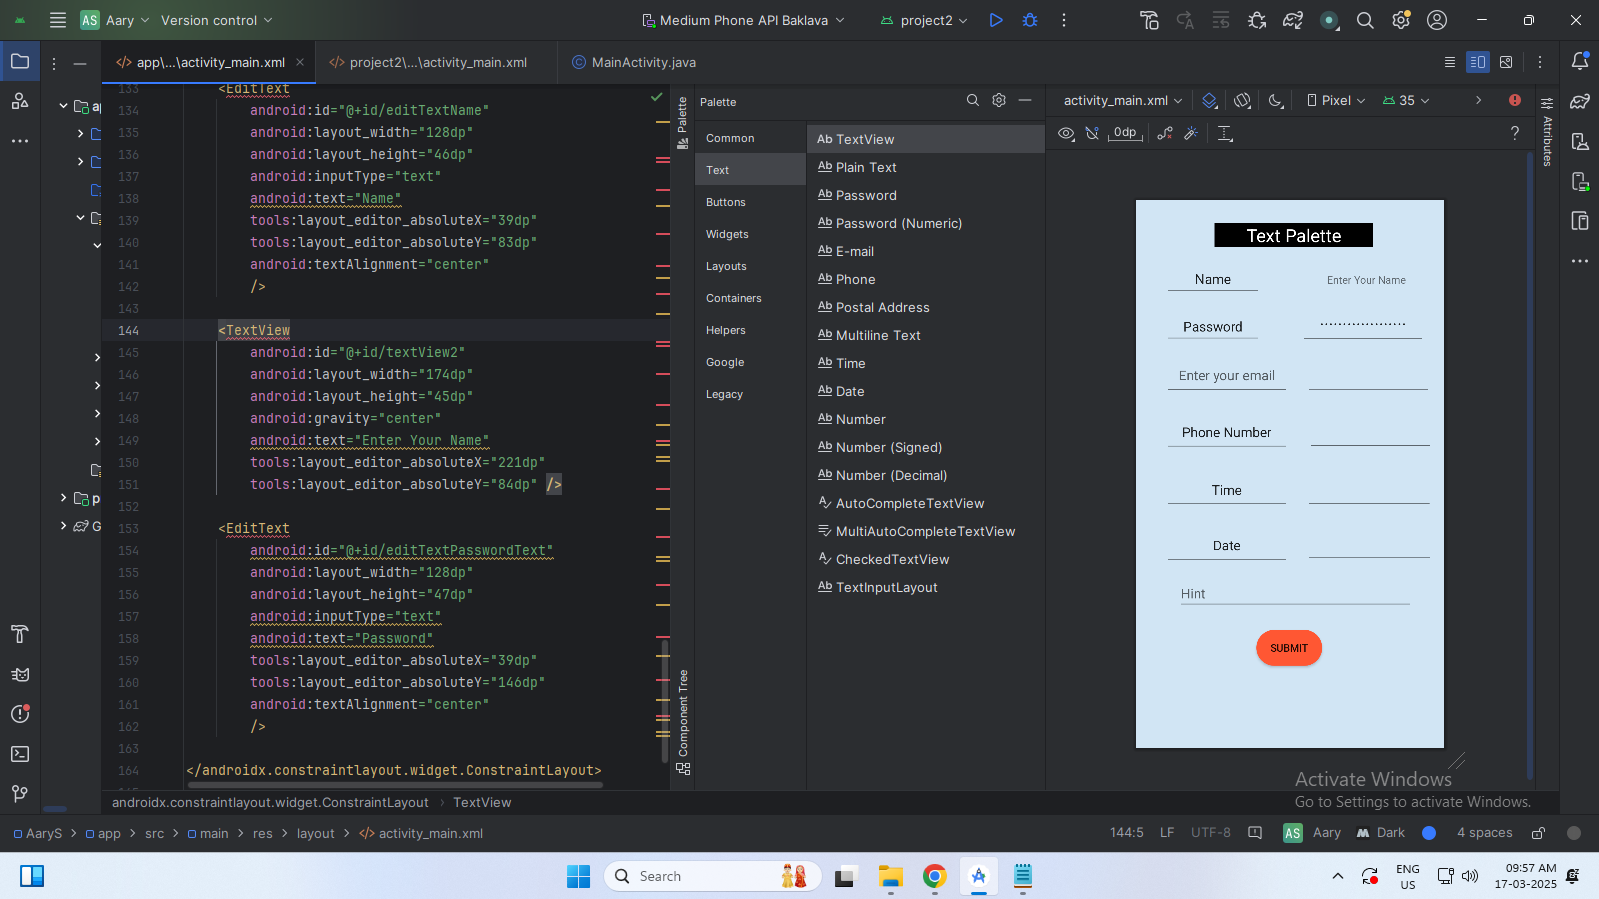 AS Aary Version control Medium Phone API Baklava project2
app\...\activity_main.xml project2\...\activity_main.xml MainActivity.java
133 <EditText
134 android:id="@+id/editTextName"
135 android:layout_width="128dp"
136 android:layout_height="46dp"
137 android:inputType="text"
138 android:text="Name"
139 tools:layout_editor_absoluteX="39dp"
140 tools:layout_editor_absoluteY="83dp"
141 android:textAlignment="center"
142 />
143
144 <TextView
145 android:id="@+id/textView2"
146 android:layout_width="174dp"
147 android:layout_height="45dp"
148 android:gravity="center"
149 android:text="Enter Your Name"
150 tools:layout_editor_absoluteX="221dp"
151 tools:layout_editor_absoluteY="84dp" />
152
153 <EditText
154 android:id="@+id/editTextPasswordText"
155 android:layout_width="128dp"
156 android:layout_height="47dp"
157 android:inputType="text"
158 android:text="Password"
159 tools:layout_editor_absoluteX="39dp"
160 tools:layout_editor_absoluteY="146dp"
161 android:textAlignment="center"
162 />
163
164 </androidx.constraintlayout.widget.ConstraintLayout>
androidx.constraintlayout.widget.ConstraintLayout › TextView
Palette
Component Tree
Palette
Common
Text
Buttons
Widgets
Layouts
Containers
Helpers
Google
Legacy
Ab TextView
Ab Plain Text
Ab Password
Ab Password (Numeric)
Ab E-mail
Ab Phone
Ab Postal Address
Ab Multiline Text
Ab Time
Ab Date
Ab Number
Ab Number (Signed)
Ab Number (Decimal)
AutoCompleteTextView
MultiAutoCompleteTextView
CheckedTextView
Ab TextInputLayout
activity_main.xml Pixel 35
0dp ?
Attributes
Text Palette
Name Enter Your Name
Password
Enter your email
Phone Number
Time
Date
Hint
SUBMIT
Activate Windows
Go to Settings to activate Windows.
AaryS > app > src > main > res > layout > activity_main.xml 144:5 LF UTF-8 AS Aary Dark 4 spaces
Search
ENG
US
09:57 AM
17-03-2025